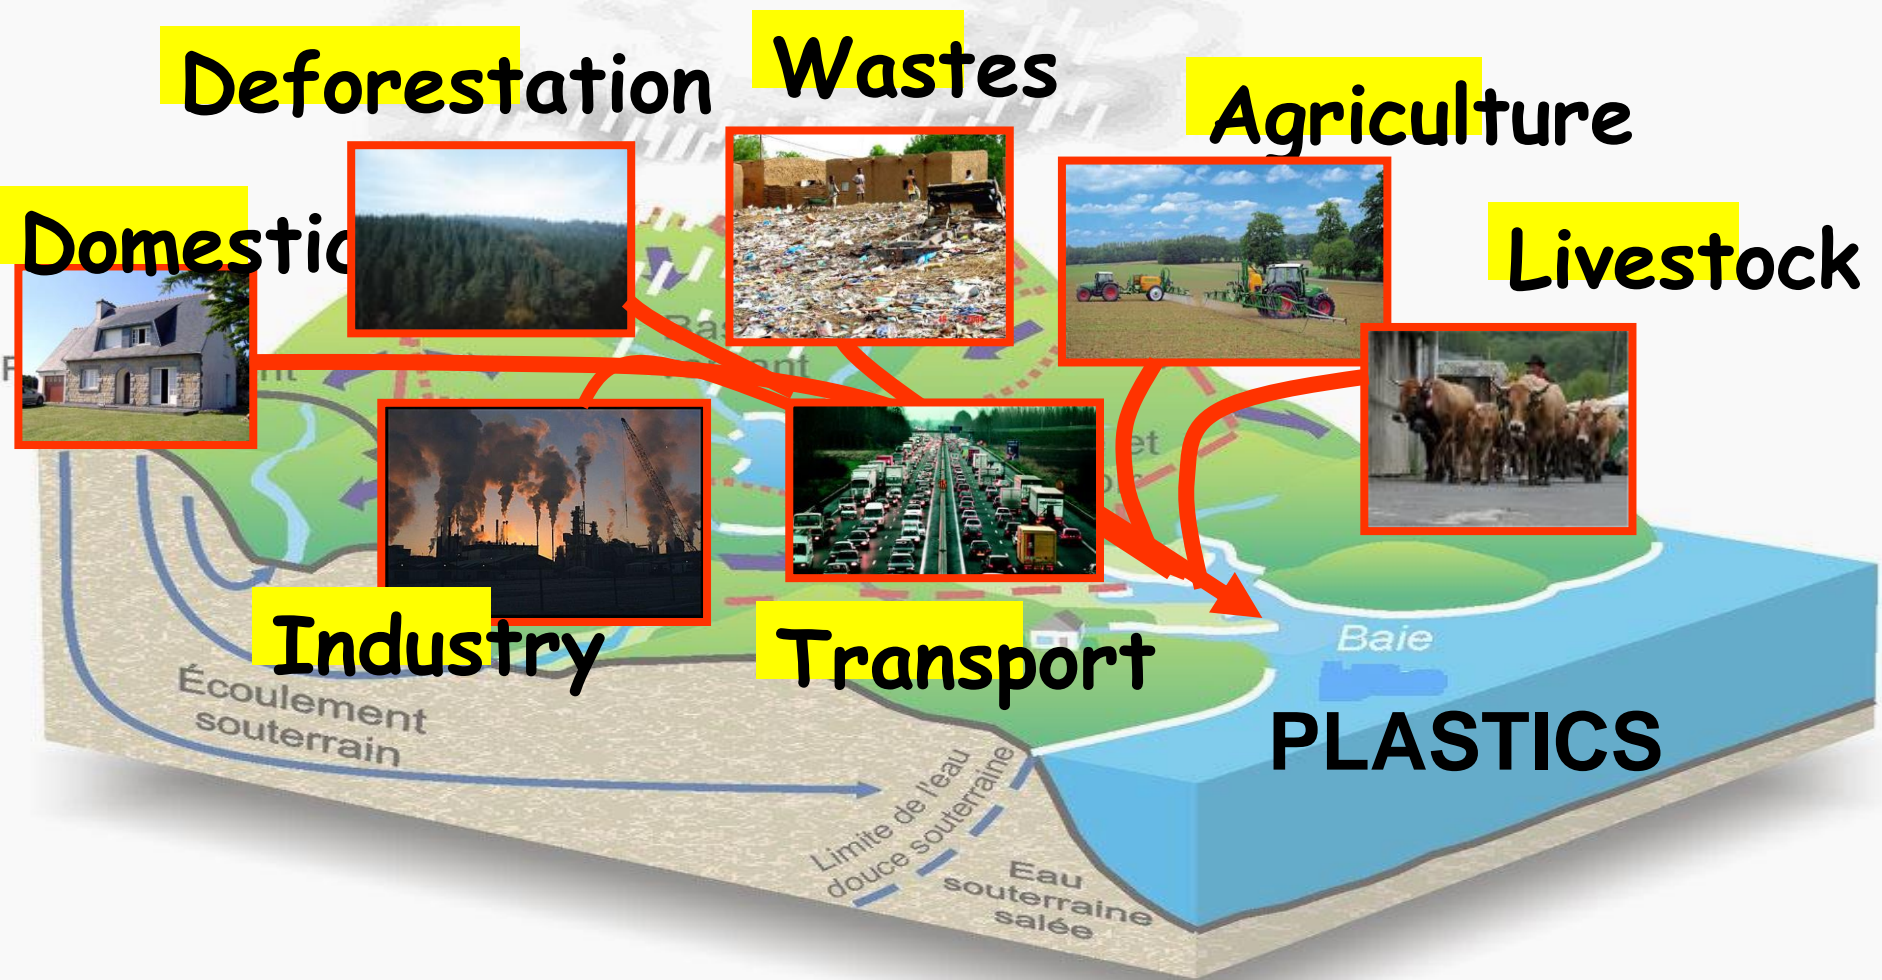 Deforestation
Wastes
Agriculture
Domestic
Livestock
Industry
Transport
Baie
PLASTICS
Écoulement
souterrain
Limite de l'eau
douce souterraine
Eau
souterraine
salée